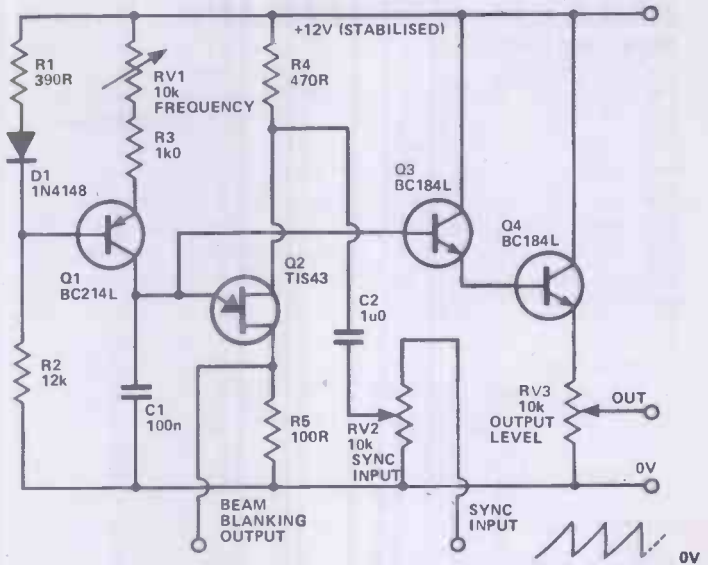 +12V (STABILISED)
R1
390R
RV1
10k
FREQUENCY
R4
470R
R3
1k0
D1
1N4148
Q3
BC184L
Q4
BC184L
Q1
BC214L
Q2
TIS43
C2
1u0
R2
12k
C1
100n
R5
100R
RV2
10k
SYNC
INPUT
RV3
10k
OUTPUT
LEVEL
OUT
0V
BEAM
BLANKING
OUTPUT
SYNC
INPUT
0V